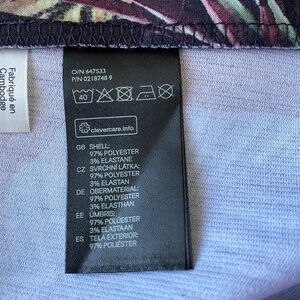 Fabriqué en
Cambodge
O/N 647533
P/N 0218748 9
40
clevercare.info
GB SHELL:
97% POLYESTER
3% ELASTANE
CZ SVRCHNÍ LÁTKA:
97% POLYESTER
3% ELASTAN
DE OBERMATERIAL:
97% POLYESTER
3% ELASTHAN
EE ÜMBRIS:
97% POLÜESTER
3% ELASTAAN
ES TELA EXTERIOR:
97% POLIÉSTER